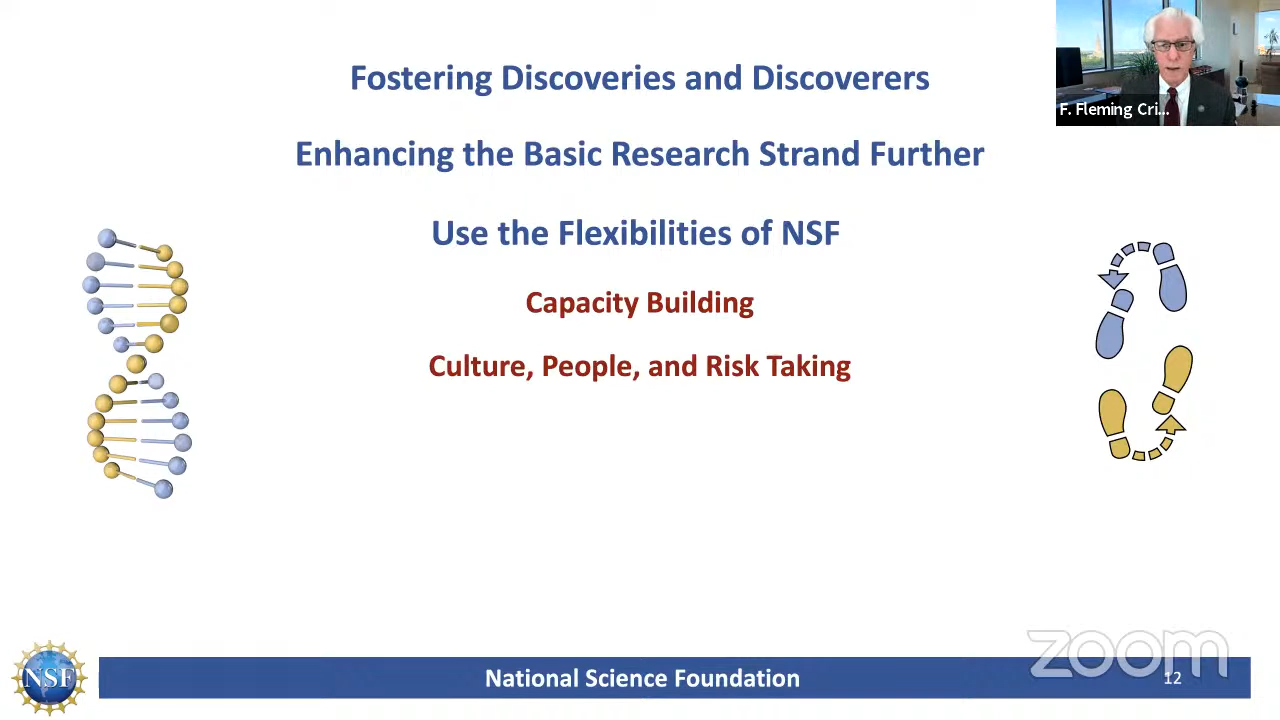 Fostering Discoveries and Discoverers
F. Fleming Cri...
Enhancing the Basic Research Strand Further
Use the Flexibilities of NSF
Capacity Building
Culture, People, and Risk Taking
zoom
NSF
National Science Foundation
12